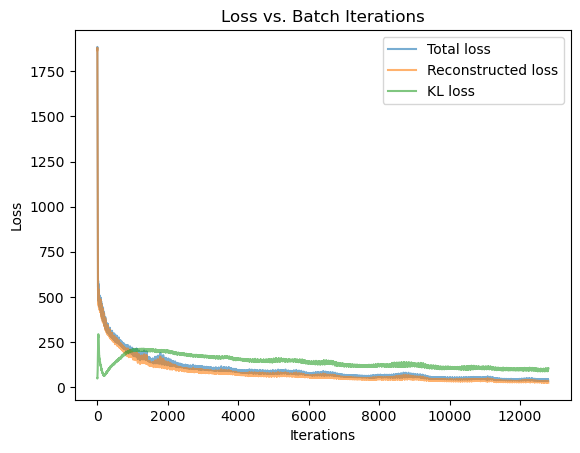 Loss vs. Batch Iterations
Total loss
Reconstructed loss
KL loss
1750
1500
1250
1000
750
500
250
0
Loss
0 2000 4000 6000 8000 10000 12000
Iterations